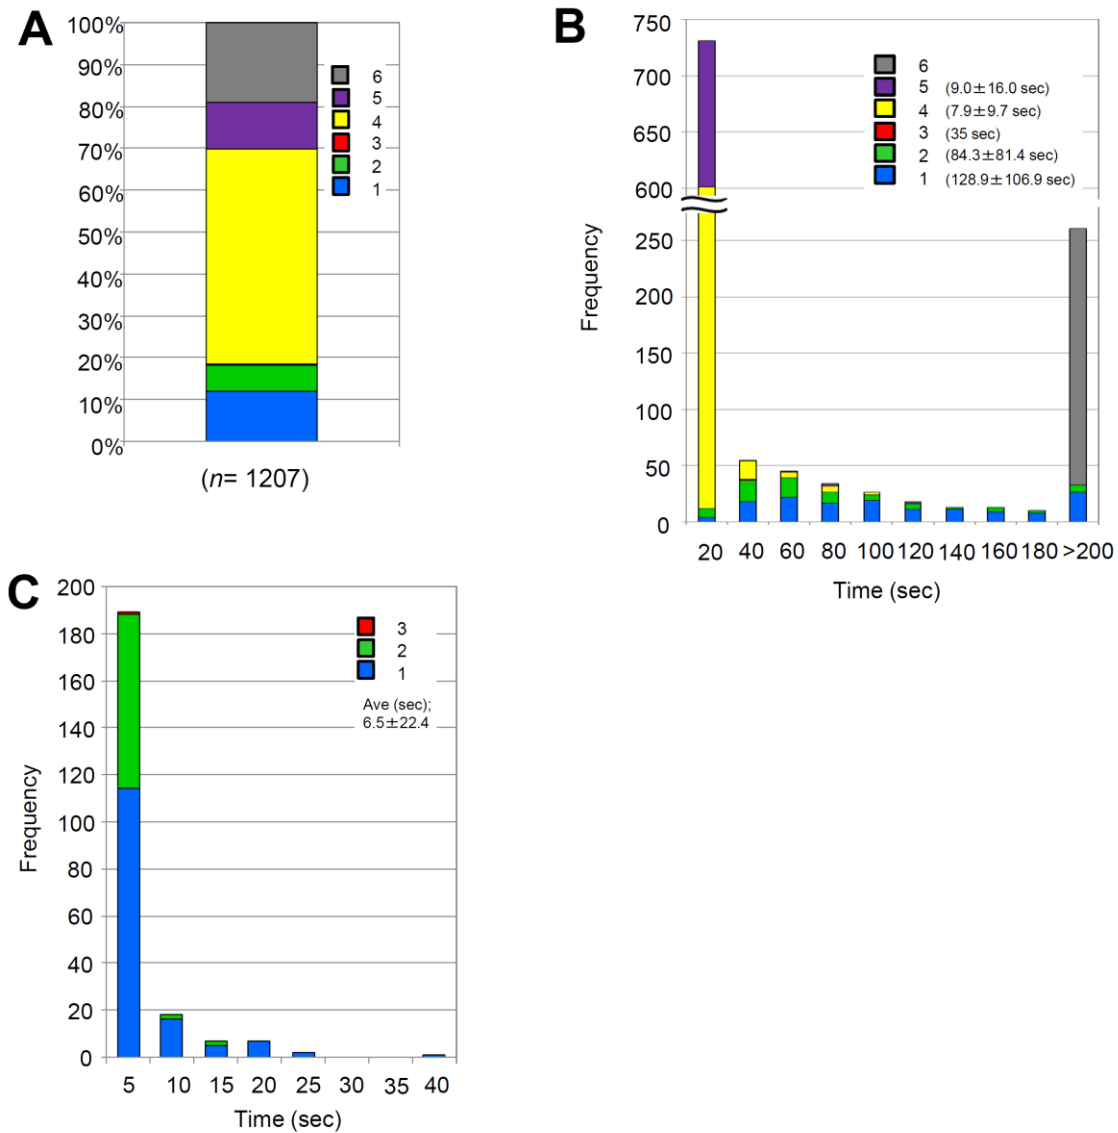 A
100%
90%
80%
70%
60%
50%
40%
30%
20%
10%
0%
6
5
4
3
2
1
(n= 1207)
B
750
700
650
600
250
200
150
100
50
0
Frequency
6
5 (9.0±16.0 sec)
4 (7.9±9.7 sec)
3 (35 sec)
2 (84.3±81.4 sec)
1 (128.9±106.9 sec)
20 40 60 80 100 120 140 160 180 >200
Time (sec)
C
200
180
160
140
120
100
80
60
40
20
0
Frequency
3
2
1
Ave (sec);
6.5±22.4
5 10 15 20 25 30 35 40
Time (sec)